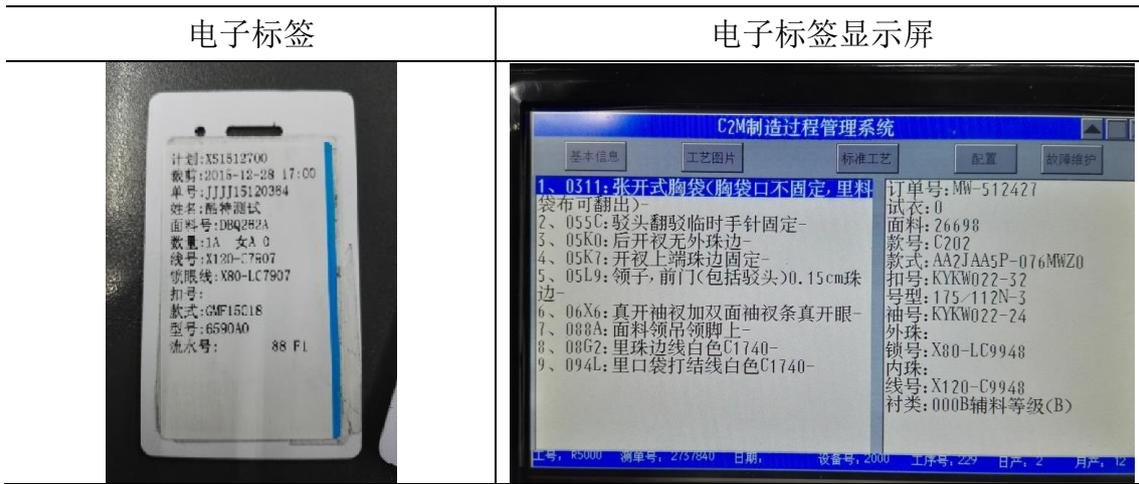 电子标签
电子标签显示屏
计划:XS1512700
裁剪:2015-12-28 17:00
单号:JJJJ15120364
姓名:酷特测试
面料号:DBQ282A
数量:1A 女A 0
线号:X120-C7907
锁眼线:X80-LC7907
扣号:
款式:GMF15018
型号:6590A0
流水号: 88 F1
C2M制造过程管理系统
基本信息 工艺图片 标准工艺 配置 故障维护
1、0311:张开式胸袋(胸袋口不固定,里料
袋布可翻出)-
2、055C:驳头翻驳临时手针固定-
3、05K0:后开衩无外珠边-
4、05K7:开衩上端珠边固定-
5、05L9:领子,前门(包括驳头)0.15cm珠
边-
6、06X6:真开袖衩加双面袖衩条真开眼-
7、088A:面料领吊领脚上-
8、08G2:里珠边线白色C1740-
9、094L:里口袋打结线白色C1740-
订单号:MW-512427
试衣:0
面料:26698
款号:C202
款式:AA2JAA5P-076MWZ0
扣号:KYKW022-32
号型:175/112N-3
袖号:KYKW022-24
外珠:
锁号:X80-LC9948
内珠:
线号:X120-C9948
衬类:000B辅料等级(B)
工号: R5000 测单号: 2737840 日期: 设备号: 2000 工序号: 229 日产: 2 月产: 12